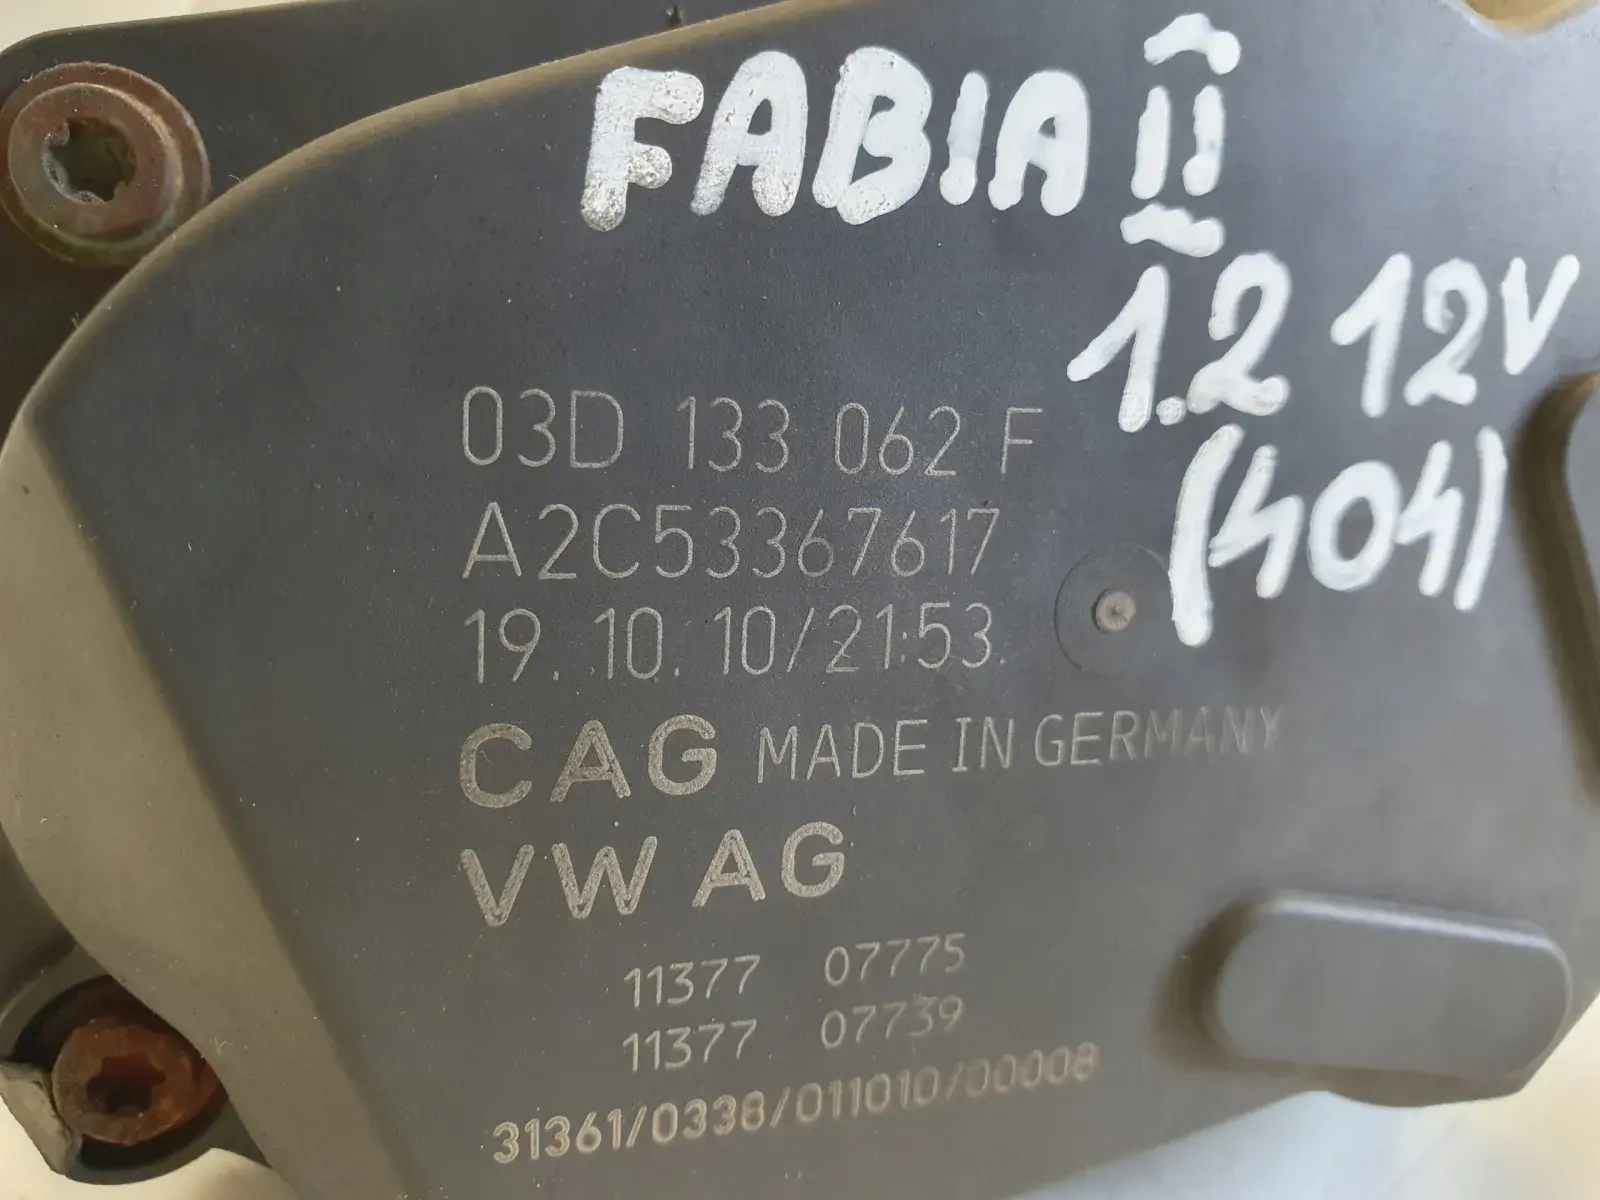 FABIA II
1.2 12V
(404)
03D 133 062 F
A2C53367617
19. 10. 10/21:53
CAG MADE IN GERMANY
VW AG
11377 07775
11377 07739
31361/0338/011010/00008